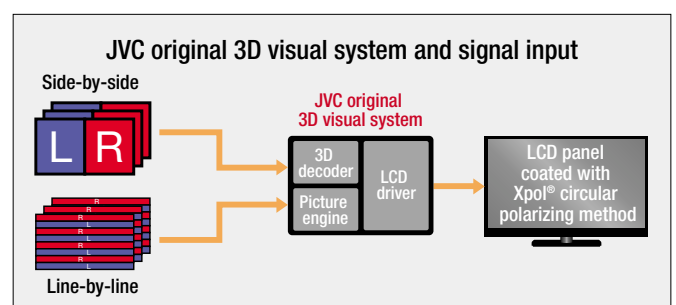 JVC original 3D visual system and signal input
Side-by-side
L R
JVC original
3D visual system
3D
decoder
Picture
engine
LCD
driver
LCD panel
coated with
Xpol® circular
polarizing method
R
R
R
L
R
L
R
L
R
L
Line-by-line